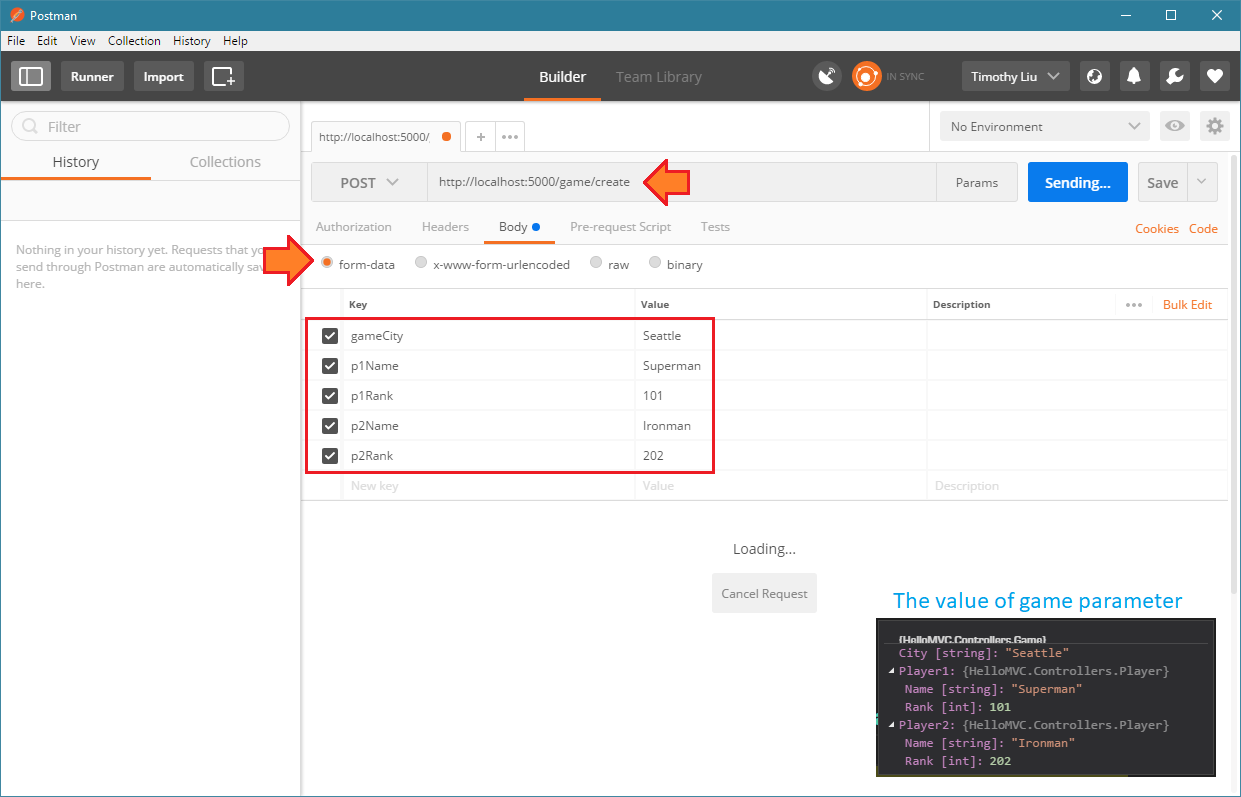 Postman
File Edit View Collection History Help
Runner Import Builder Team Library IN SYNC Timothy Liu
Filter
History Collections
Nothing in your history yet. Requests that you
send through Postman are automatically sav
here.
http://localhost:5000/ + ••• No Environment
POST http://localhost:5000/game/create Params Sending... Save
Authorization Headers Body Pre-request Script Tests Cookies Code
form-data x-www-form-urlencoded raw binary
Key Value Description ••• Bulk Edit
gameCity Seattle
p1Name Superman
p1Rank 101
p2Name Ironman
p2Rank 202
New key Value Description
Loading...
Cancel Request
The value of game parameter
{HelloMVC.Controllers.Game}
City [string]: "Seattle"
Player1: {HelloMVC.Controllers.Player}
Name [string]: "Superman"
Rank [int]: 101
Player2: {HelloMVC.Controllers.Player}
Name [string]: "Ironman"
Rank [int]: 202